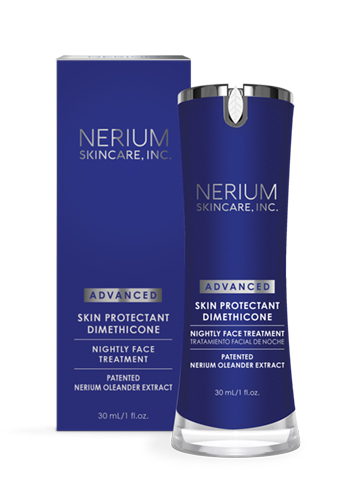 NERIUM
SKINCARE, INC.
ADVANCED
SKIN PROTECTANT
DIMETHICONE
NIGHTLY FACE
TREATMENT
PATENTED
NERIUM OLEANDER EXTRACT
30 mL/1 fl.oz.
NERIUM
SKINCARE, INC.
ADVANCED
SKIN PROTECTANT
DIMETHICONE
NIGHTLY FACE TREATMENT
TRATAMIENTO FACIAL DE NOCHE
PATENTED
NERIUM OLEANDER EXTRACT
30 mL/1 fl.oz.